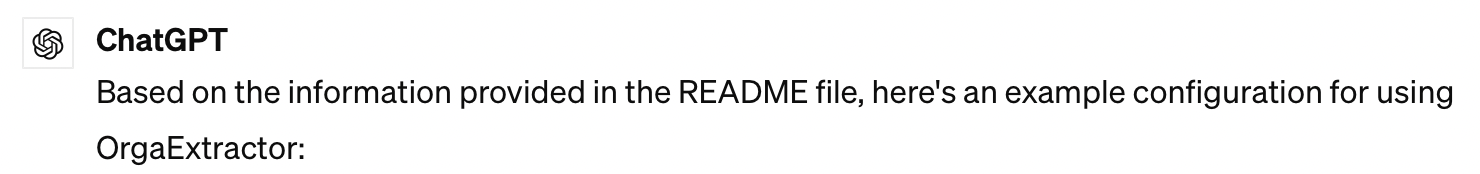 ChatGPT
Based on the information provided in the README file, here's an example configuration for using
OrgaExtractor: